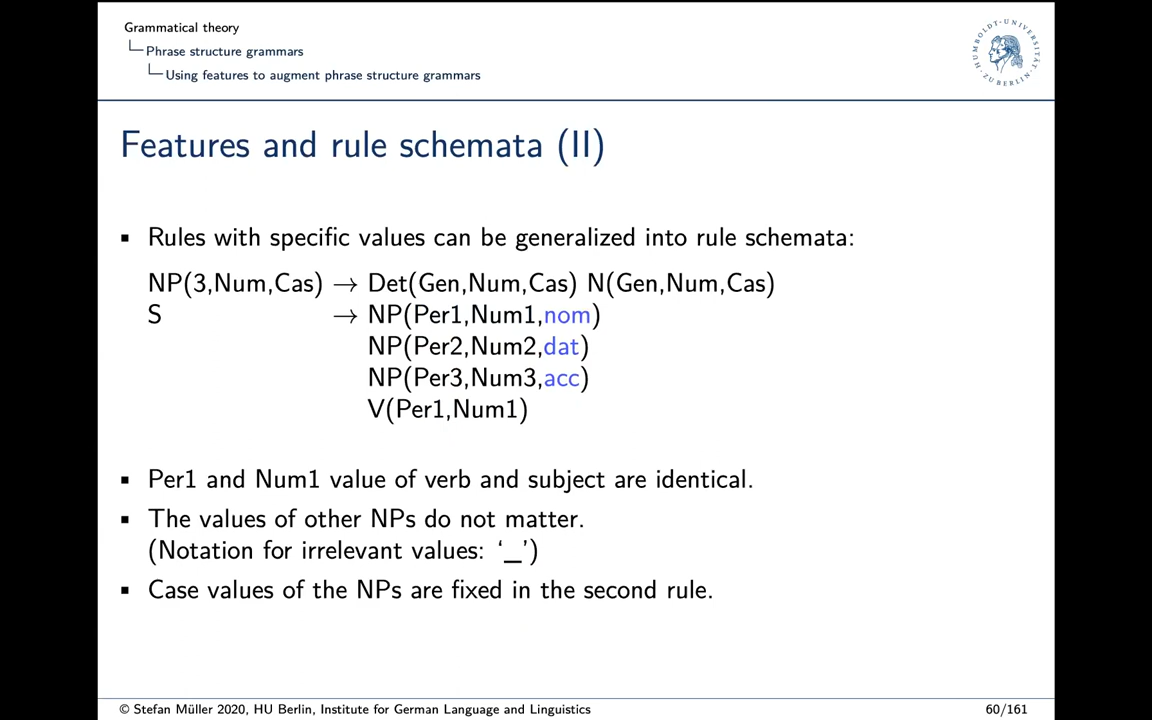 Grammatical theory
Phrase structure grammars
Using features to augment phrase structure grammars
HUMBOLDT-UNIVERSITÄT ZU BERLIN
Features and rule schemata (II)
▪ Rules with specific values can be generalized into rule schemata:
NP(3,Num,Cas) → Det(Gen,Num,Cas) N(Gen,Num,Cas)
S → NP(Per1,Num1,nom)
NP(Per2,Num2,dat)
NP(Per3,Num3,acc)
V(Per1,Num1)
▪ Per1 and Num1 value of verb and subject are identical.
▪ The values of other NPs do not matter.
(Notation for irrelevant values: ‘_’)
▪ Case values of the NPs are fixed in the second rule.
© Stefan Müller 2020, HU Berlin, Institute for German Language and Linguistics 60/161